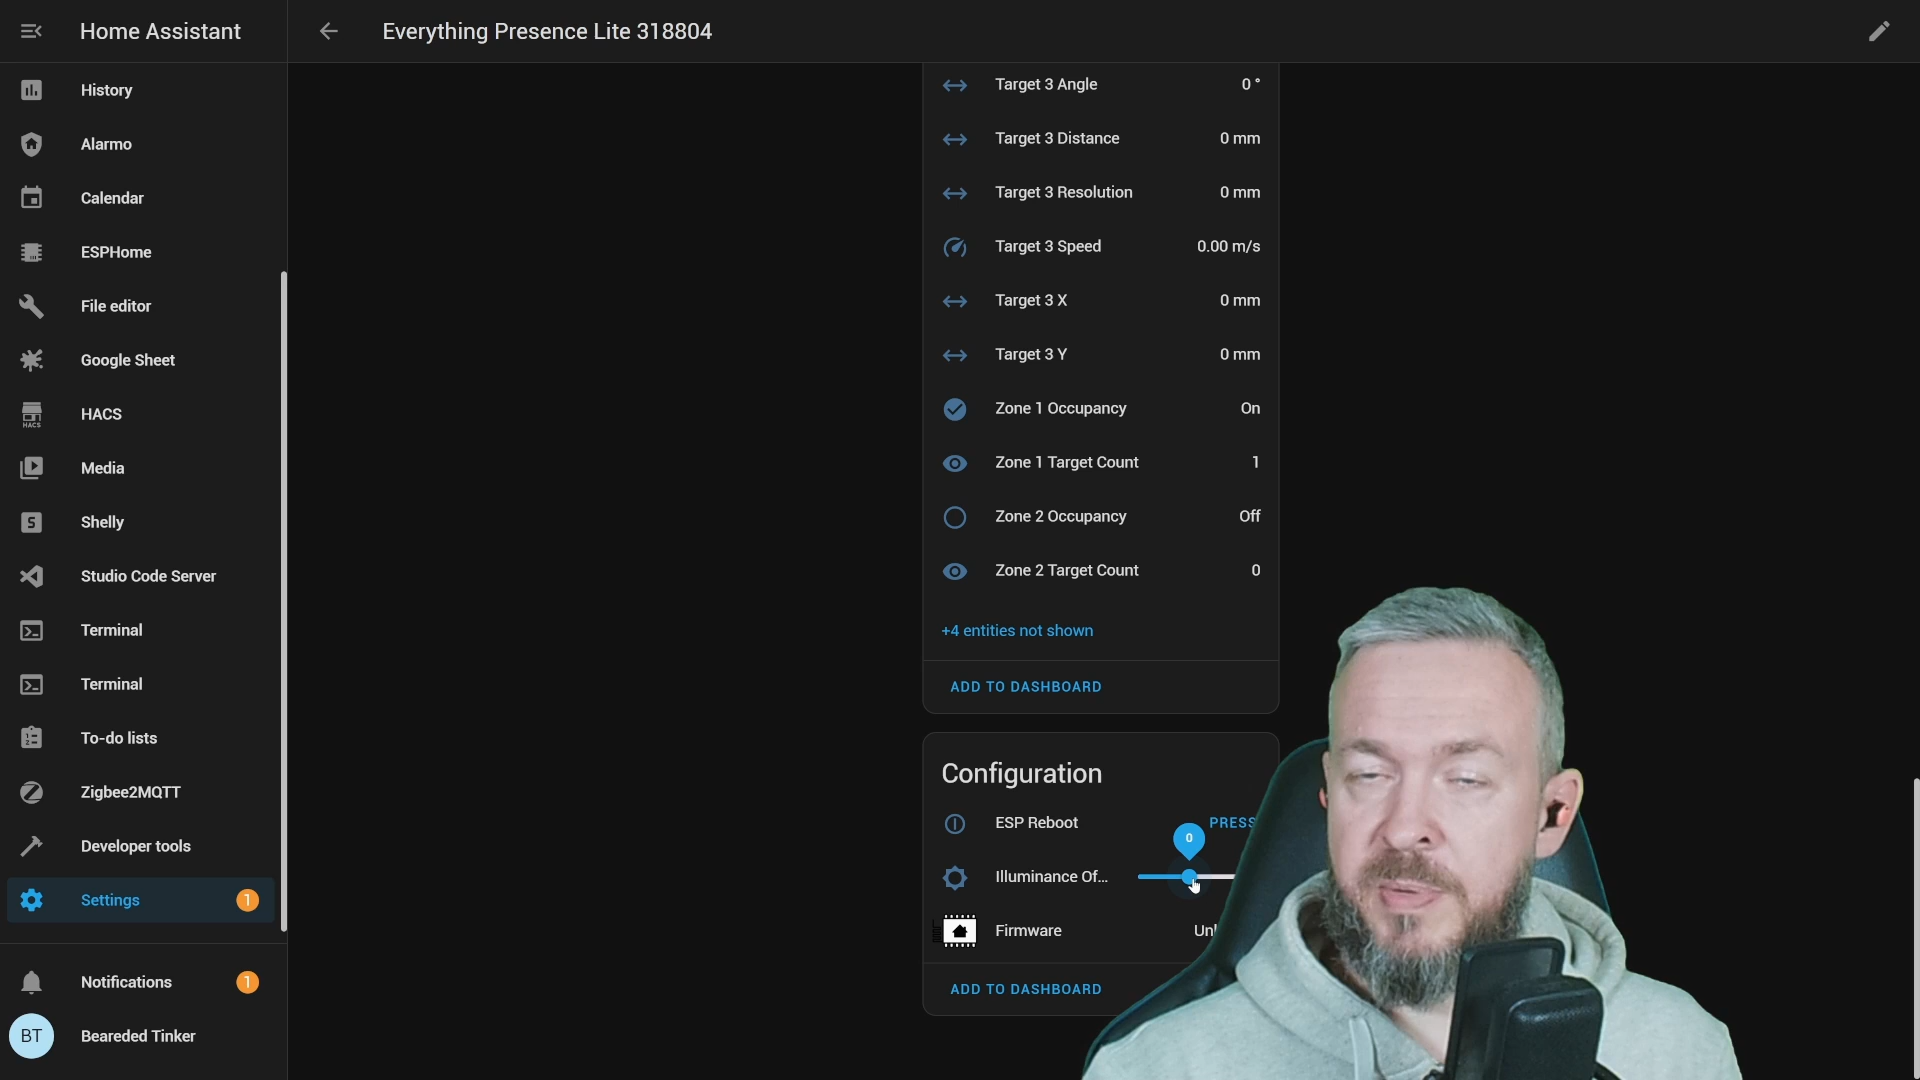 Home Assistant
Everything Presence Lite 318804
History
Alarmo
Calendar
ESPHome
File editor
Google Sheet
HACS
HACS
Media
S
Shelly
Studio Code Server
Terminal
Terminal
To-do lists
Zigbee2MQTT
Developer tools
Settings 1
Notifications 1
BT Bearded Tinker
Target 3 Angle 0 °
Target 3 Distance 0 mm
Target 3 Resolution 0 mm
Target 3 Speed 0.00 m/s
Target 3 X 0 mm
Target 3 Y 0 mm
Zone 1 Occupancy On
Zone 1 Target Count 1
Zone 2 Occupancy Off
Zone 2 Target Count 0
+4 entities not shown
ADD TO DASHBOARD
Configuration
ESP Reboot PRESS
0
Illuminance Of...
Firmware
ADD TO DASHBOARD